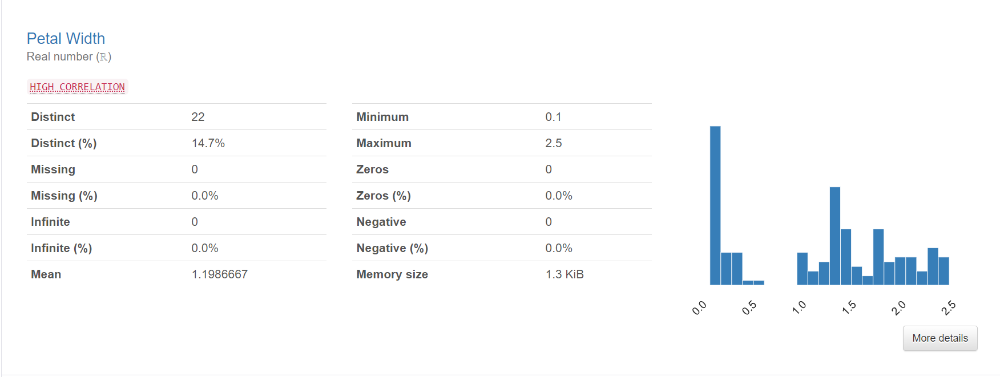 Petal Width
Real number (ℝ)
HIGH CORRELATION
Distinct 22
Distinct (%) 14.7%
Missing 0
Missing (%) 0.0%
Infinite 0
Infinite (%) 0.0%
Mean 1.1986667
Minimum 0.1
Maximum 2.5
Zeros 0
Zeros (%) 0.0%
Negative 0
Negative (%) 0.0%
Memory size 1.3 KiB
0.0 0.5 1.0 1.5 2.0 2.5
More details